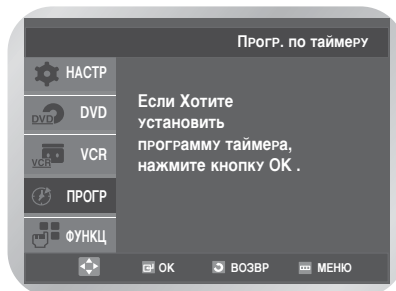 Прогр. по таймеру
НАСТР
DVD
DVD
VCR
VCR
ПРОГР
ФУНКЦ
Если Хотите
установить
программу таймера,
нажмите кнопку OK .
OK
ВОЗВР
МЕНЮ